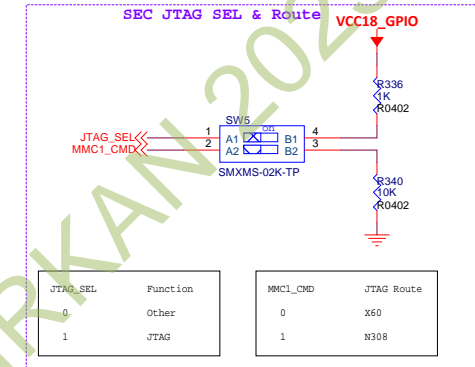 SEC JTAG SEL & Route
VCC18_GPIO
R336
1K
R0402
SW5
on
JTAG_SEL 1 A1 B1 4
MMC1_CMD 2 A2 B2 3
SMXMS-02K-TP
R340
10K
R0402
JTAG_SEL Function
0 Other
1 JTAG
MMC1_CMD JTAG Route
0 X60
1 N308